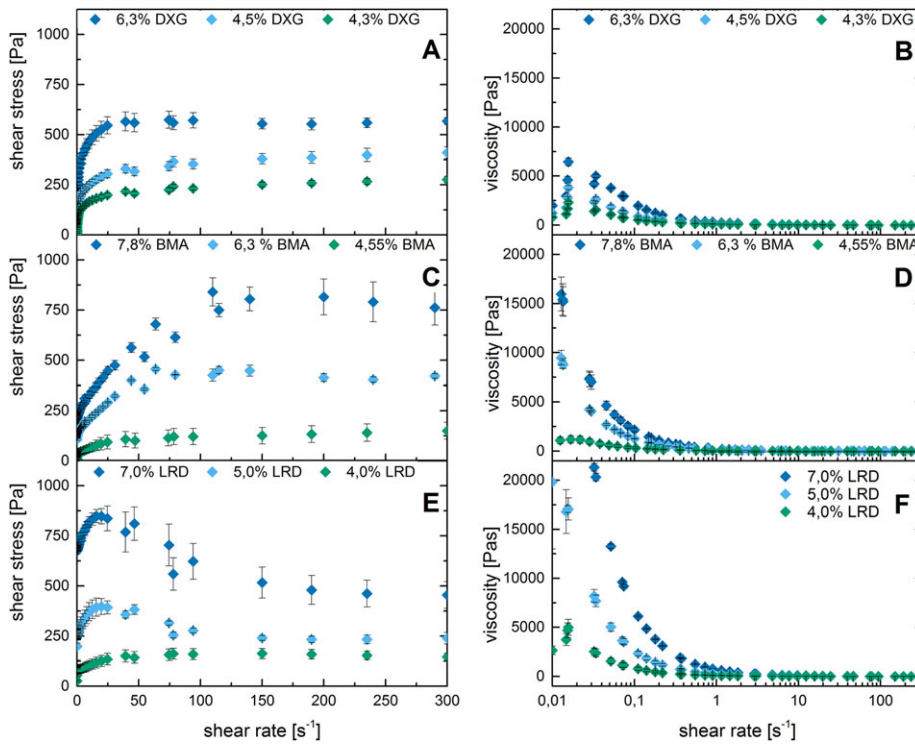 6,3% DXG 4,5% DXG 4,3% DXG
A
shear stress [Pa]
1000
750
500
250
0
6,3% DXG 4,5% DXG 4,3% DXG
B
viscosity [Pas]
20000
15000
10000
5000
0
7,8% BMA 6,3 % BMA 4,55% BMA
C
shear stress [Pa]
1000
750
500
250
0
7,8% BMA 6,3 % BMA 4,55% BMA
D
viscosity [Pas]
20000
15000
10000
5000
0
7,0% LRD 5,0% LRD 4,0% LRD
E
shear stress [Pa]
1000
750
500
250
0
0 50 100 150 200 250 300
shear rate [s⁻¹]
7,0% LRD
5,0% LRD
4,0% LRD
F
viscosity [Pas]
20000
15000
10000
5000
0
0,01 0,1 1 10 100
shear rate [s⁻¹]